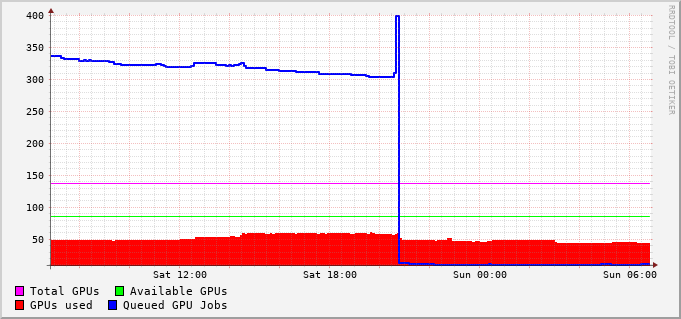 400
350
300
250
200
150
100
50
Sat 12:00 Sat 18:00 Sun 00:00 Sun 06:00
Total GPUs Available GPUs
GPUs used Queued GPU Jobs
RRDTOOL / TOBI OETIKER